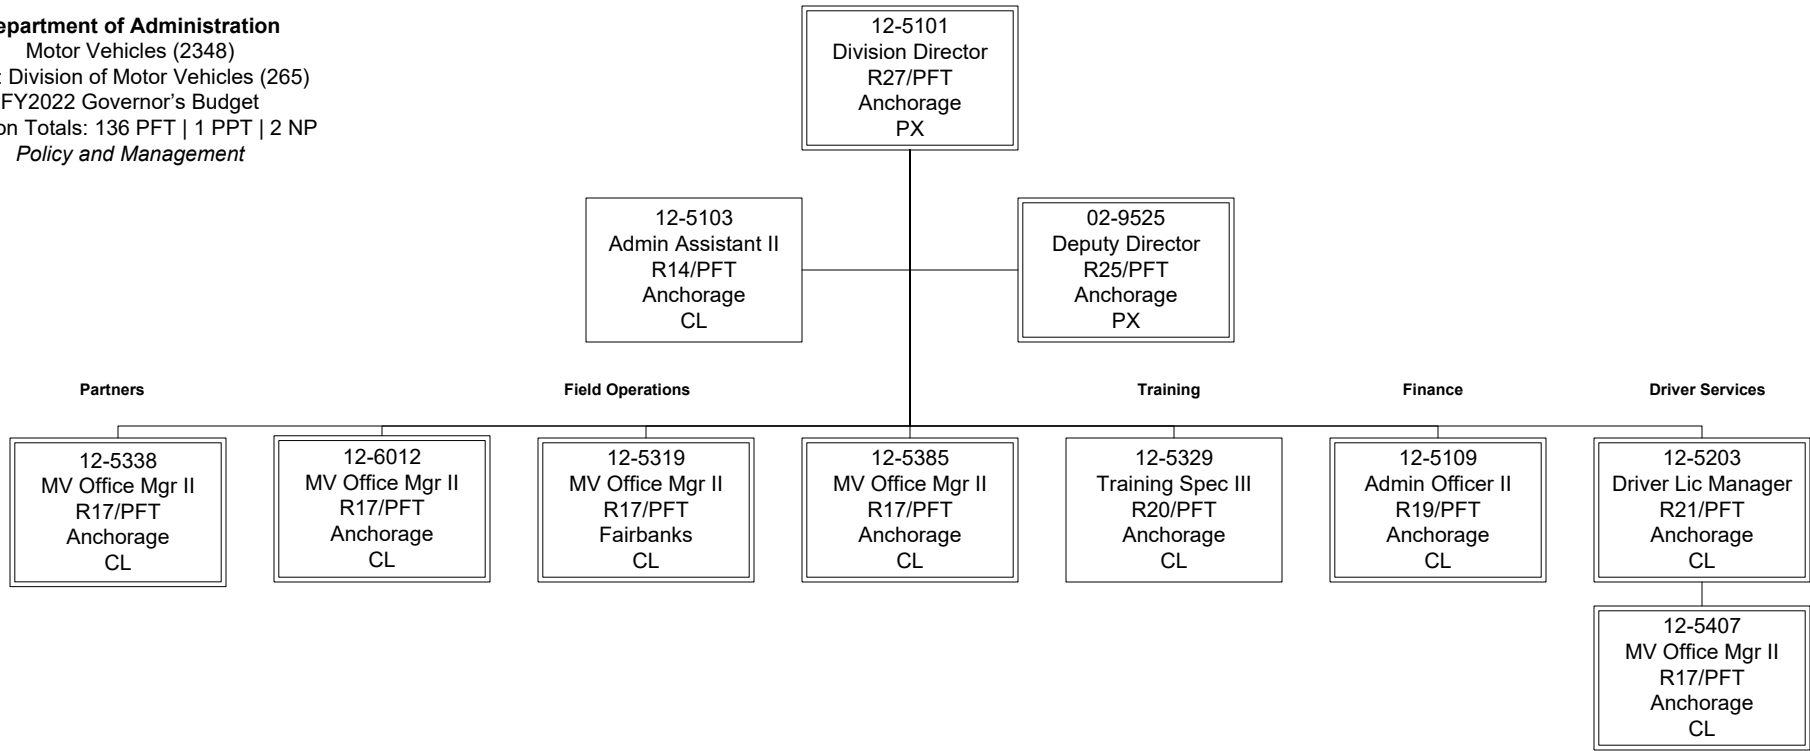 epartment of Administration
Motor Vehicles (2348)
: Division of Motor Vehicles (265)
FY2022 Governor's Budget
on Totals: 136 PFT | 1 PPT | 2 NP
Policy and Management
12-5101
Division Director
R27/PFT
Anchorage
PX
12-5103
Admin Assistant II
R14/PFT
Anchorage
CL
02-9525
Deputy Director
R25/PFT
Anchorage
PX
Partners
Field Operations
Training
Finance
Driver Services
12-5338
MV Office Mgr II
R17/PFT
Anchorage
CL
12-6012
MV Office Mgr II
R17/PFT
Anchorage
CL
12-5319
MV Office Mgr II
R17/PFT
Fairbanks
CL
12-5385
MV Office Mgr II
R17/PFT
Anchorage
CL
12-5329
Training Spec III
R20/PFT
Anchorage
CL
12-5109
Admin Officer II
R19/PFT
Anchorage
CL
12-5203
Driver Lic Manager
R21/PFT
Anchorage
CL
12-5407
MV Office Mgr II
R17/PFT
Anchorage
CL